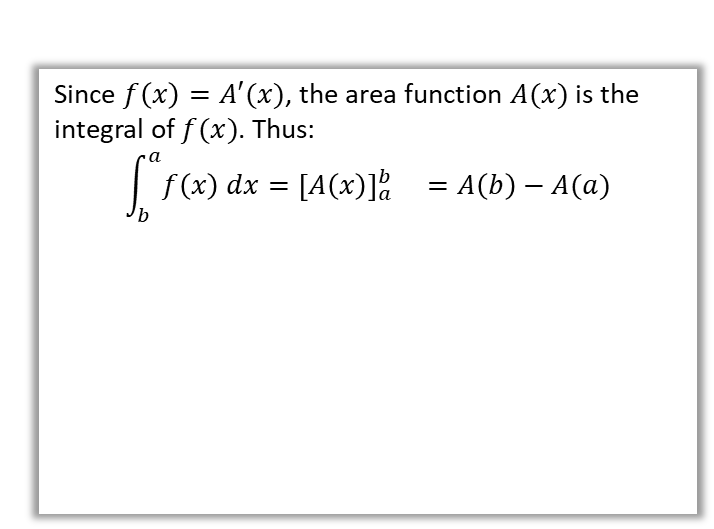 Since f(x) = A′(x), the area function A(x) is the
integral of f(x). Thus:
∫_b^a f(x) dx = [A(x)]_a^b = A(b) − A(a)